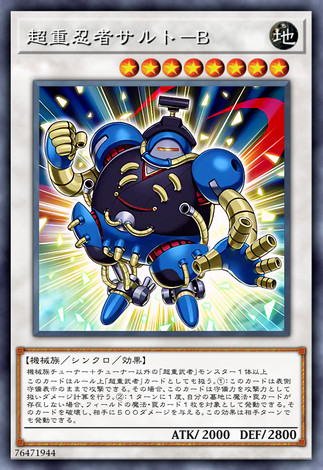 超重忍者サルト－B
地
【機械族／シンクロ／効果】
機械族チューナー＋チューナー以外の「超重武者」モンスター１体以上
このカードはルール上「超重武者」カードとしても扱う。①：このカードは表側
守備表示のままで攻撃できる。その場合、このカードは守備力を攻撃力として
扱いダメージ計算を行う。②：１ターンに１度、自分の墓地に魔法・罠カードが
存在しない場合、フィールドの魔法・罠カード１枚を対象として発動できる。そ
のカードを破壊し、相手に５００ダメージを与える。この効果は相手ターンで
も発動できる。
ATK/ 2000 DEF/2800
76471944